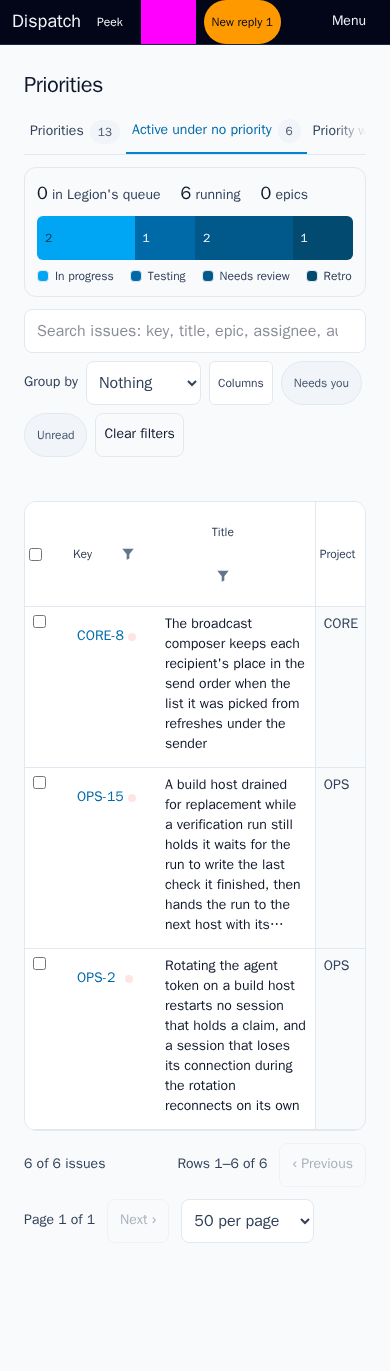 Dispatch Peek New reply 1 Menu
Priorities
Priorities 13 Active under no priority 6 Priority
0 in Legion's queue 6 running 0 epics
2 1 2 1
In progress Testing Needs review Retro
Search issues: key, title, epic, assignee, au
Group by Nothing Columns Needs you
Unread Clear filters
Title
Key Project
CORE-8 The broadcast CORE
composer keeps each
recipient's place in the
send order when the
list it was picked from
refreshes under the
sender
OPS-15 A build host drained OPS
for replacement while
a verification run still
holds it waits for the
run to write the last
check it finished, then
hands the run to the
next host with its…
OPS-2 Rotating the agent OPS
token on a build host
restarts no session
that holds a claim, and
a session that loses
its connection during
the rotation
reconnects on its own
6 of 6 issues Rows 1–6 of 6 ‹ Previous
Page 1 of 1 Next › 50 per page